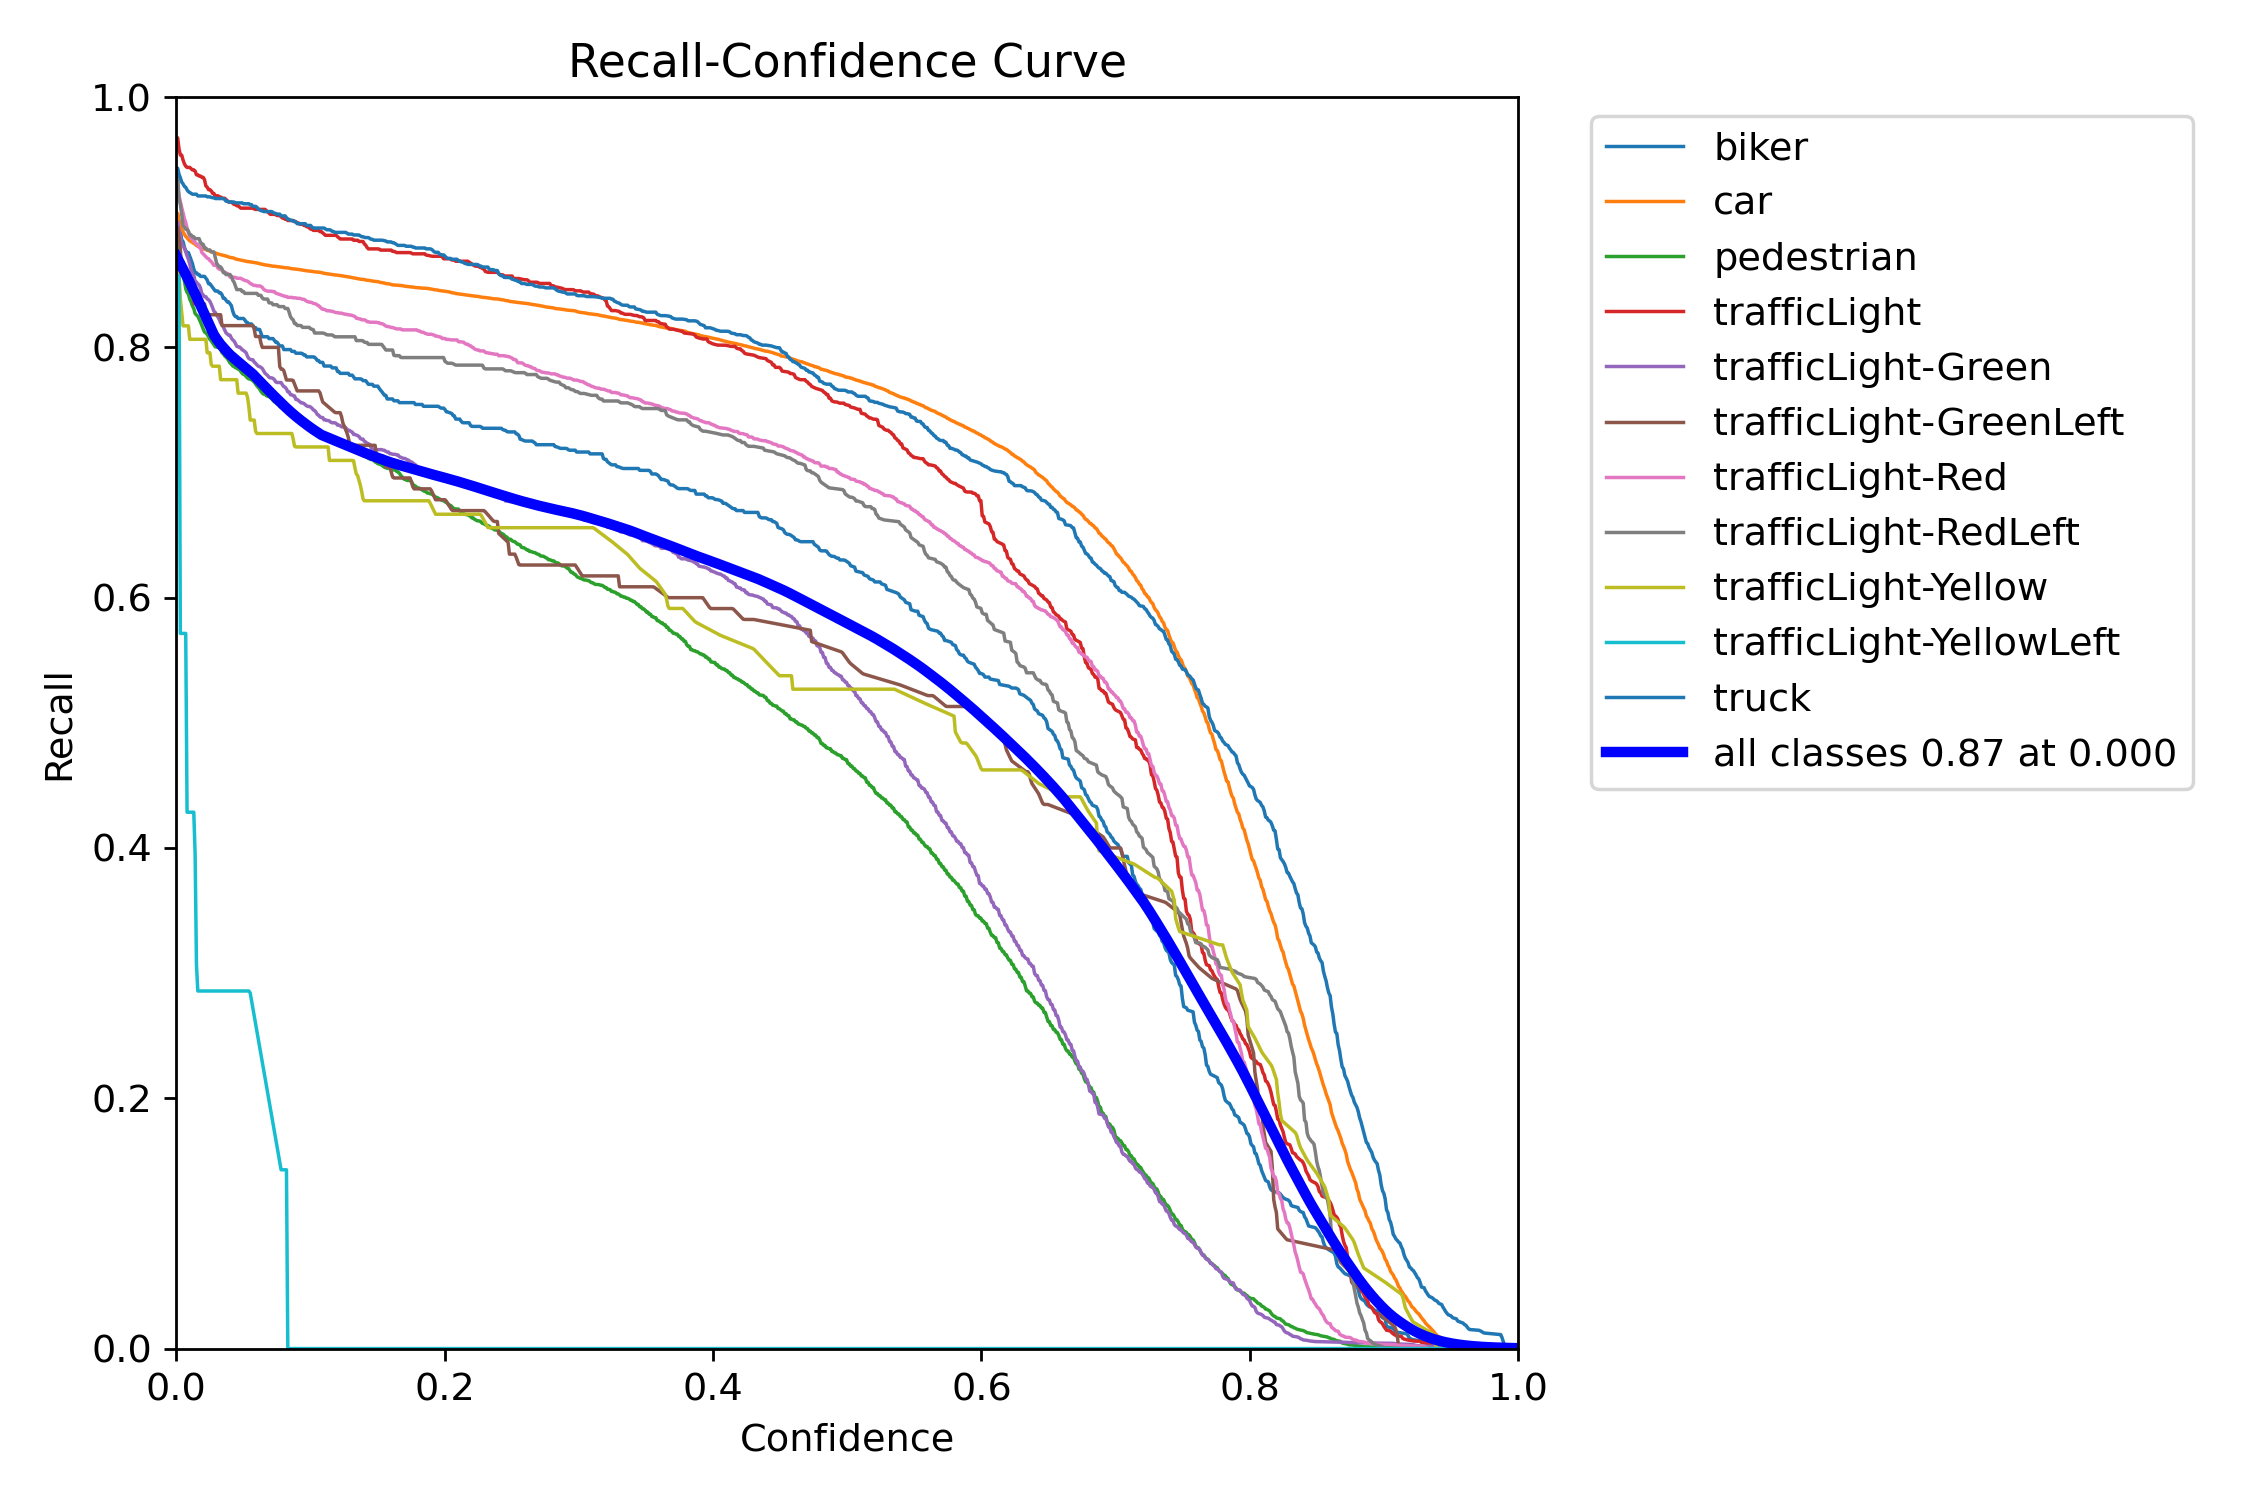 Recall-Confidence Curve
1.0
0.8
0.6
0.4
0.2
0.0
Recall
0.0 0.2 0.4 0.6 0.8 1.0
Confidence
biker
car
pedestrian
trafficLight
trafficLight-Green
trafficLight-GreenLeft
trafficLight-Red
trafficLight-RedLeft
trafficLight-Yellow
trafficLight-YellowLeft
truck
all classes 0.87 at 0.000